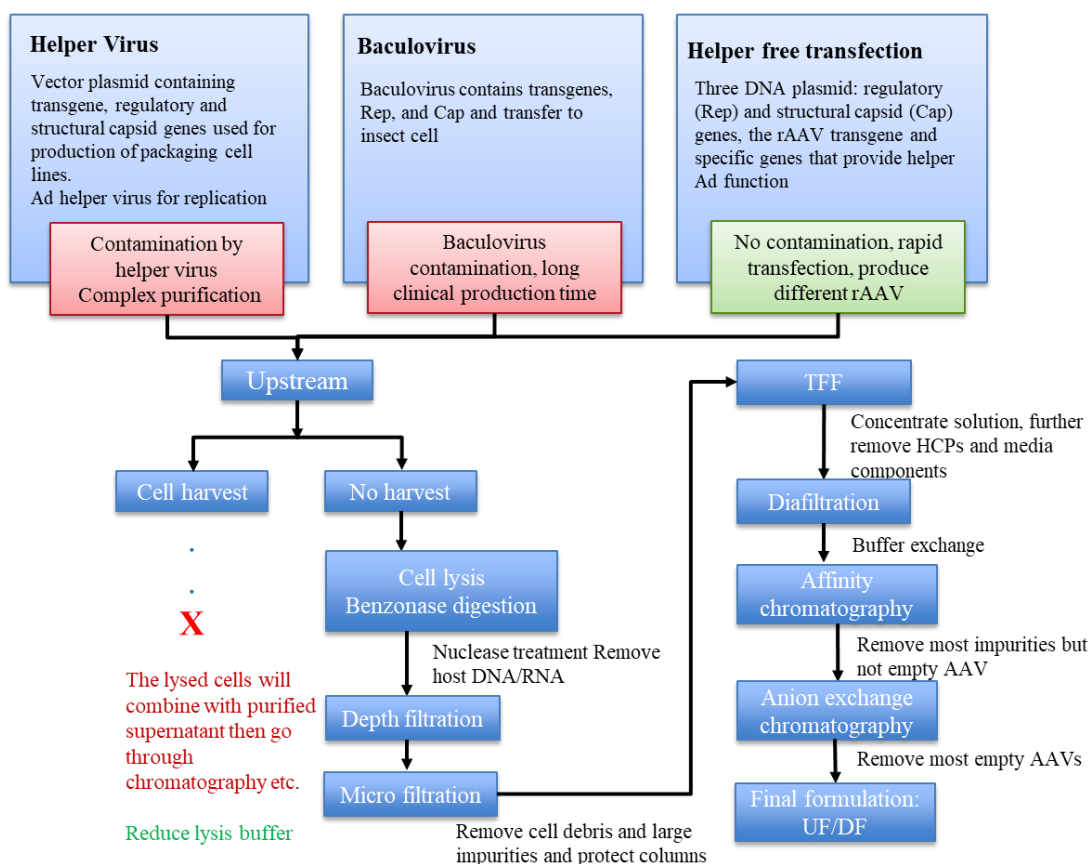 Helper Virus
Vector plasmid containing
transgene, regulatory and
structural capsid genes used for
production of packaging cell
lines.
Ad helper virus for replication
Contamination by
helper virus
Complex purification
Baculovirus
Baculovirus contains transgenes,
Rep, and Cap and transfer to
insect cell
Baculovirus
contamination, long
clinical production time
Helper free transfection
Three DNA plasmid: regulatory
(Rep) and structural capsid (Cap)
genes, the rAAV transgene and
specific genes that provide helper
Ad function
No contamination, rapid
transfection, produce
different rAAV
Upstream
Cell harvest
No harvest
.
.
X
The lysed cells will
combine with purified
supernatant then go
through
chromatography etc.
Reduce lysis buffer
Cell lysis
Benzonase digestion
Nuclease treatment Remove
host DNA/RNA
Depth filtration
Micro filtration
Remove cell debris and large
impurities and protect columns
TFF
Concentrate solution, further
remove HCPs and media
components
Diafiltration
Buffer exchange
Affinity
chromatography
Remove most impurities but
not empty AAV
Anion exchange
chromatography
Remove most empty AAVs
Final formulation:
UF/DF